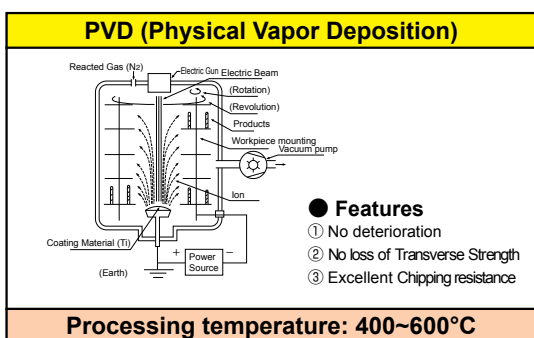 PVD (Physical Vapor Deposition)
Reacted Gas (N2)
Electric Gun
Electric Beam
(Rotation)
(Revolution)
Products
Workpiece mounting
Vacuum pump
Ion
Coating Material (Ti)
(Earth)
+
Power
Source
−
● Features
① No deterioration
② No loss of Transverse Strength
③ Excellent Chipping resistance
Processing temperature: 400~600°C